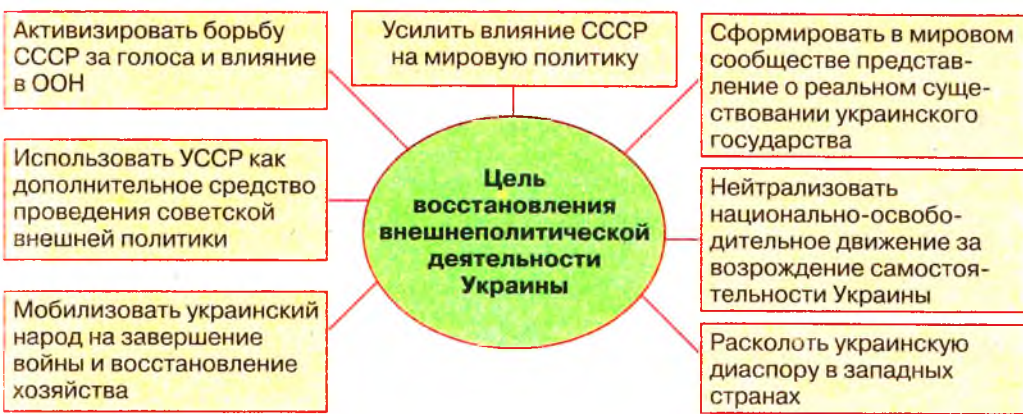 Активизировать борьбу
СССР за голоса и влияние
в ООН
Усилить влияние СССР
на мировую политику
Сформировать в мировом
сообществе представ-
ление о реальном суще-
ствовании украинского
государства
Использовать УССР как
дополнительное средство
проведения советской
внешней политики
Цель
восстановления
внешнеполитической
деятельности
Украины
Нейтрализовать
национально-освобо-
дительное движение за
возрождение самостоя-
тельности Украины
Мобилизовать украинский
народ на завершение
войны и восстановление
хозяйства
Расколоть украинскую
диаспору в западных
странах